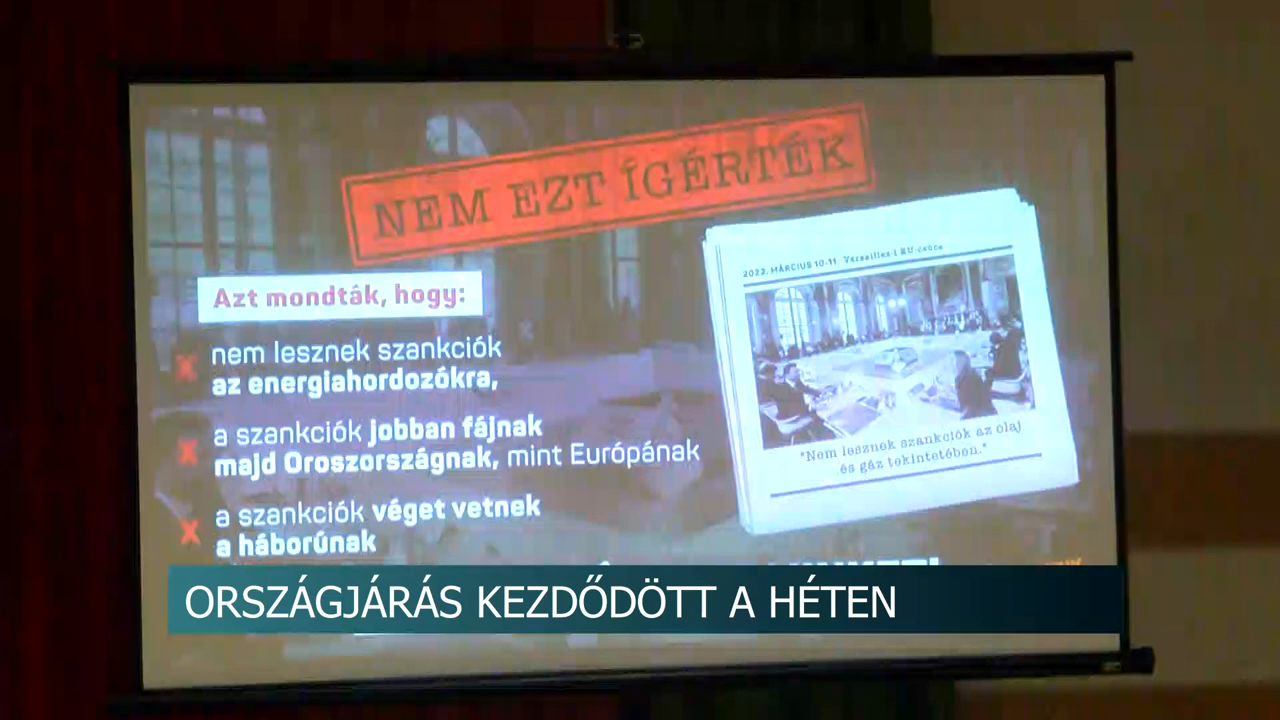 NEM EZT ÍGÉRTÉK
Azt mondták, hogy:
nem lesznek szankciók
az energiahordozókra,
a szankciók jobban fájnak
majd Oroszországnak, mint Európának
a szankciók véget vetnek
a háborúnak
2022. MÁRCIUS 10-11. Versailles-i EU-csúcs
"Nem lesznek szankciók az olaj
és gáz tekintetében."
ORSZÁGJÁRÁS KEZDŐDÖTT A HÉTEN